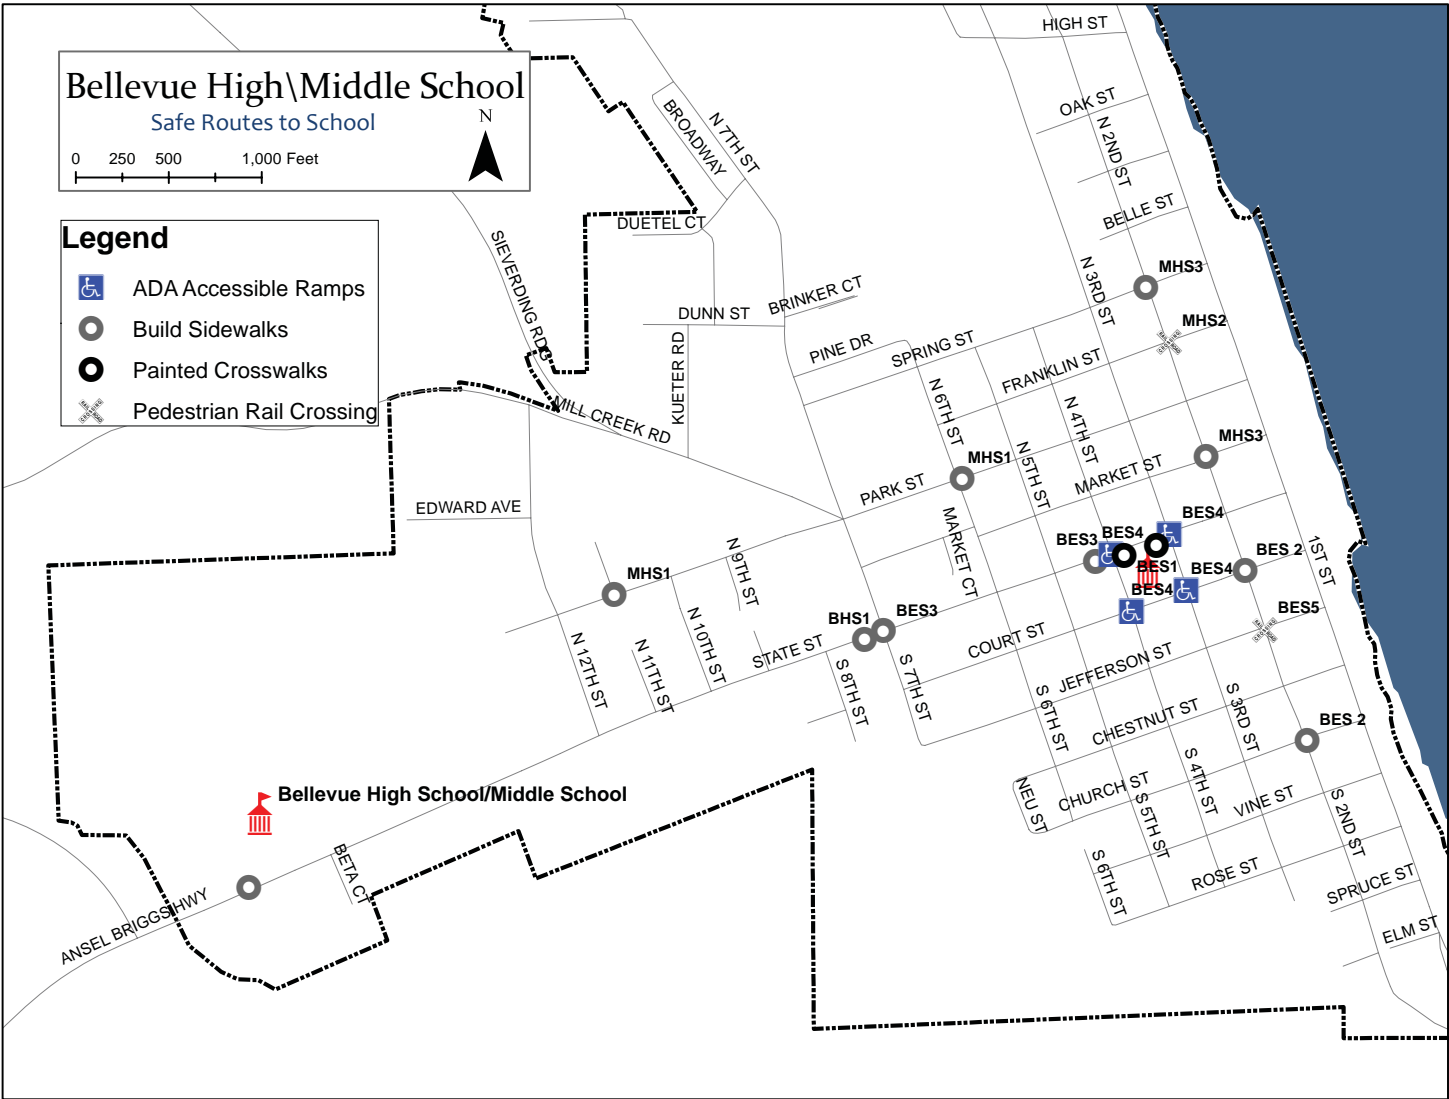 Bellevue High\Middle School
Safe Routes to School
N
0 250 500 1,000 Feet
Legend
ADA Accessible Ramps
Build Sidewalks
Painted Crosswalks
Pedestrian Rail Crossing
HIGH ST
OAK ST
N 2ND ST
BELLE ST
N 7TH ST
BROADWAY
DUETEL CT
SIEVERDING RD
DUNN ST
BRINKER CT
KUETER RD
MILL CREEK RD
PINE DR
SPRING ST
N 3RD ST
MHS3
MHS2
FRANKLIN ST
N 6TH ST
N 4TH ST
N 5TH ST
MHS1
MHS3
MARKET ST
PARK ST
EDWARD AVE
MARKET CT
BES3
BES4
BES4
BES1
BES4
BES4
BES 2
1ST ST
BES5
N 9TH ST
MHS1
N 10TH ST
N 11TH ST
N 12TH ST
STATE ST
BHS1
BES3
S 8TH ST
S 7TH ST
COURT ST
JEFFERSON ST
S 6TH ST
CHESTNUT ST
S 3RD ST
BES 2
S 4TH ST
CHURCH ST
NEU ST
S 5TH ST
VINE ST
S 2ND ST
S 6TH ST
ROSE ST
SPRUCE ST
ELM ST
Bellevue High School/Middle School
BETA CT
ANSEL BRIGGS HWY